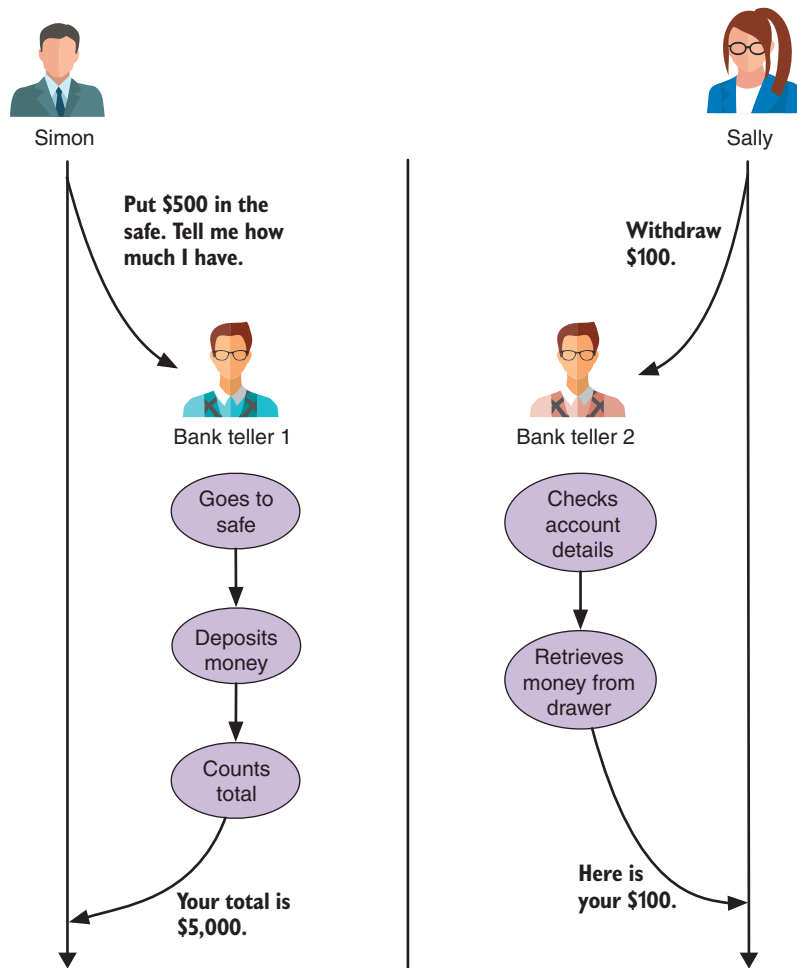 Simon
Sally
Put $500 in the
safe. Tell me how
much I have.
Withdraw
$100.
Bank teller 1
Bank teller 2
Goes to
safe
Deposits
money
Counts
total
Your total is
$5,000.
Checks
account
details
Retrieves
money from
drawer
Here is
your $100.